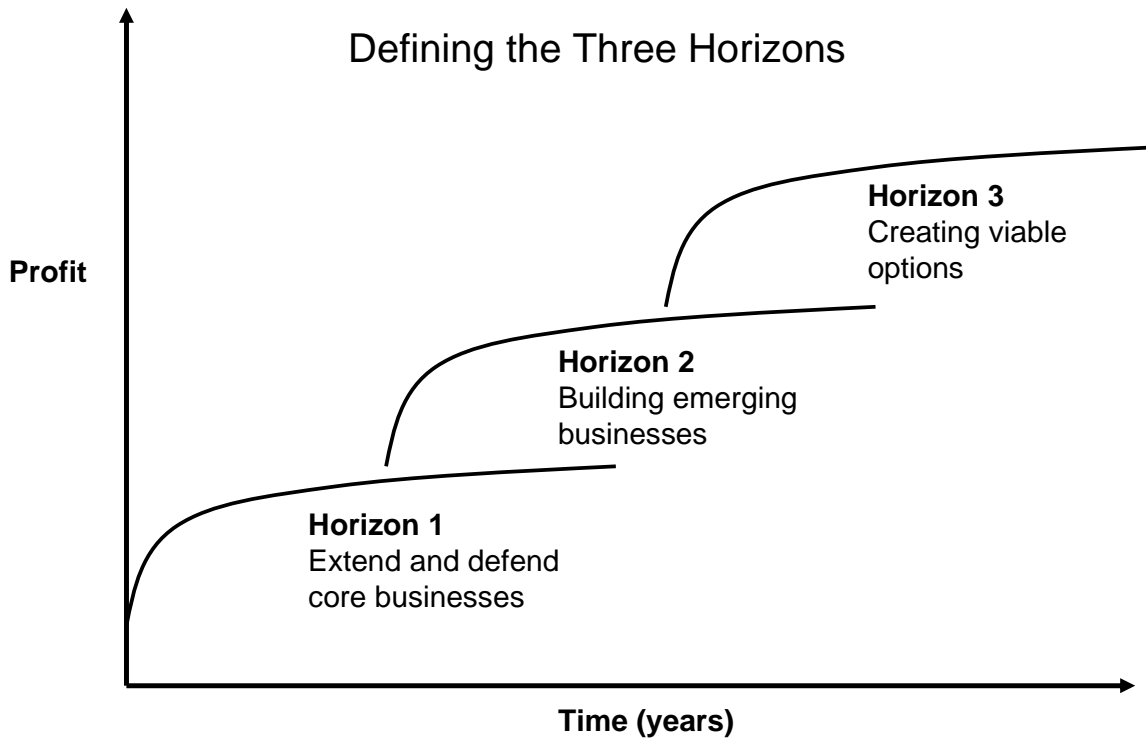 Defining the Three Horizons
Horizon 3
Creating viable
options
Profit
Horizon 2
Building emerging
businesses
Horizon 1
Extend and defend
core businesses
Time (years)